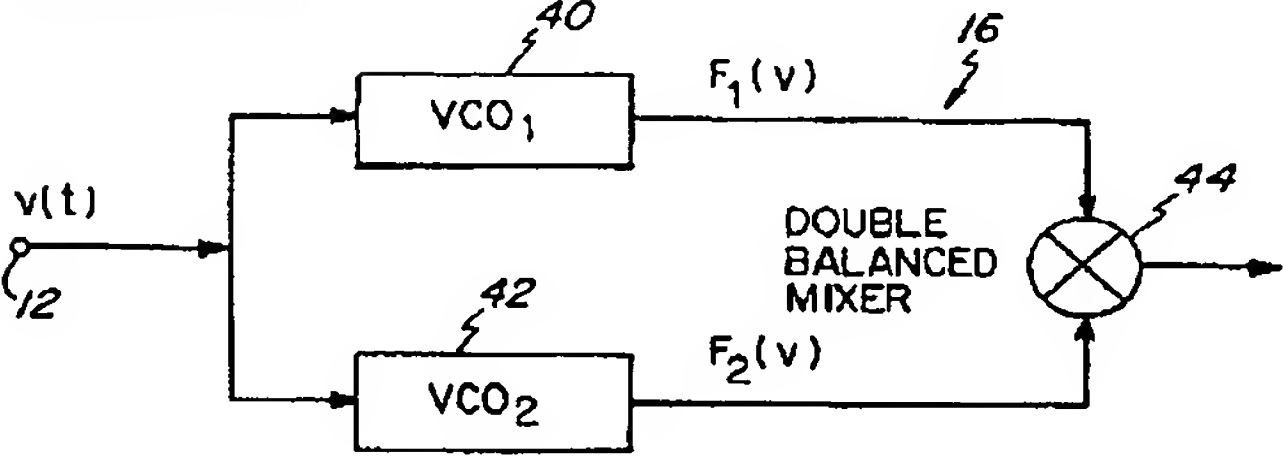 40
16
VCO1
F1(v)
v(t)
44
DOUBLE
BALANCED
MIXER
12
42
VCO2
F2(v)